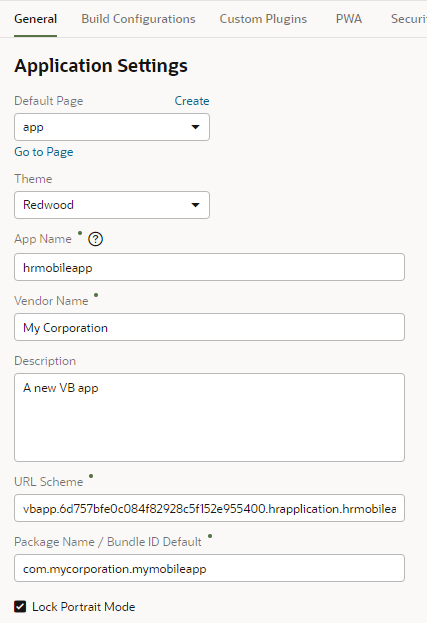 General Build Configurations Custom Plugins PWA Securi
Application Settings
Default Page Create
app
Go to Page
Theme
Redwood
App Name
hrmobileapp
Vendor Name
My Corporation
Description
A new VB app
URL Scheme
vbapp.6d757bfe0c084f82928c5f152e955400.hrapplication.hrmobilea
Package Name / Bundle ID Default
com.mycorporation.mymobileapp
Lock Portrait Mode